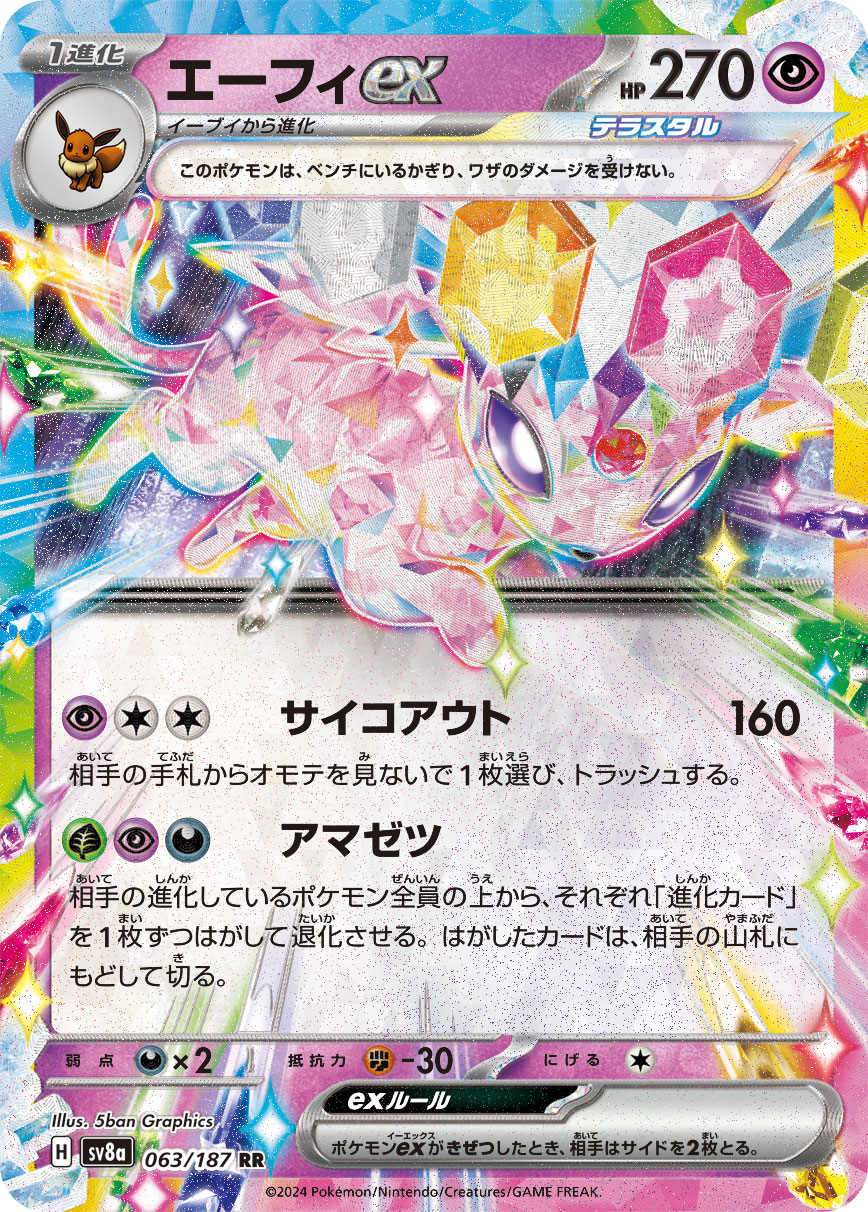 1進化
エーフィex
HP270
イーブイから進化
テラスタル
このポケモンは、ベンチにいるかぎり、ワザのダメージを受けない。
サイコアウト 160
相手の手札からオモテを見ないで1枚選び、トラッシュする。
アマゼツ
相手の進化しているポケモン全員の上から、それぞれ「進化カード」
を1枚ずつはがして退化させる。はがしたカードは、相手の山札に
もどして切る。
弱点 ×2 抵抗力 -30 にげる
exルール
ポケモンexがきぜつしたとき、相手はサイドを2枚とる。
Illus. 5ban Graphics
H sv8a 063/187 RR
©2024 Pokémon/Nintendo/Creatures/GAME FREAK.